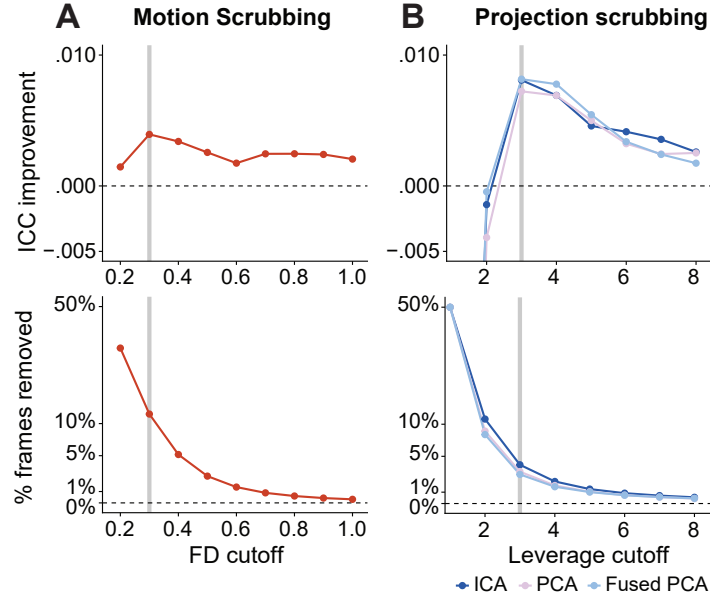 A Motion Scrubbing
B Projection scrubbing
ICC improvement
.010
.000
−.005
0.2 0.4 0.6 0.8 1.0
.010
.000
−.005
2 4 6 8
% frames removed
50%
10%
5%
1%
0%
0.2 0.4 0.6 0.8 1.0
FD cutoff
50%
10%
5%
1%
0%
2 4 6 8
Leverage cutoff
ICA PCA Fused PCA